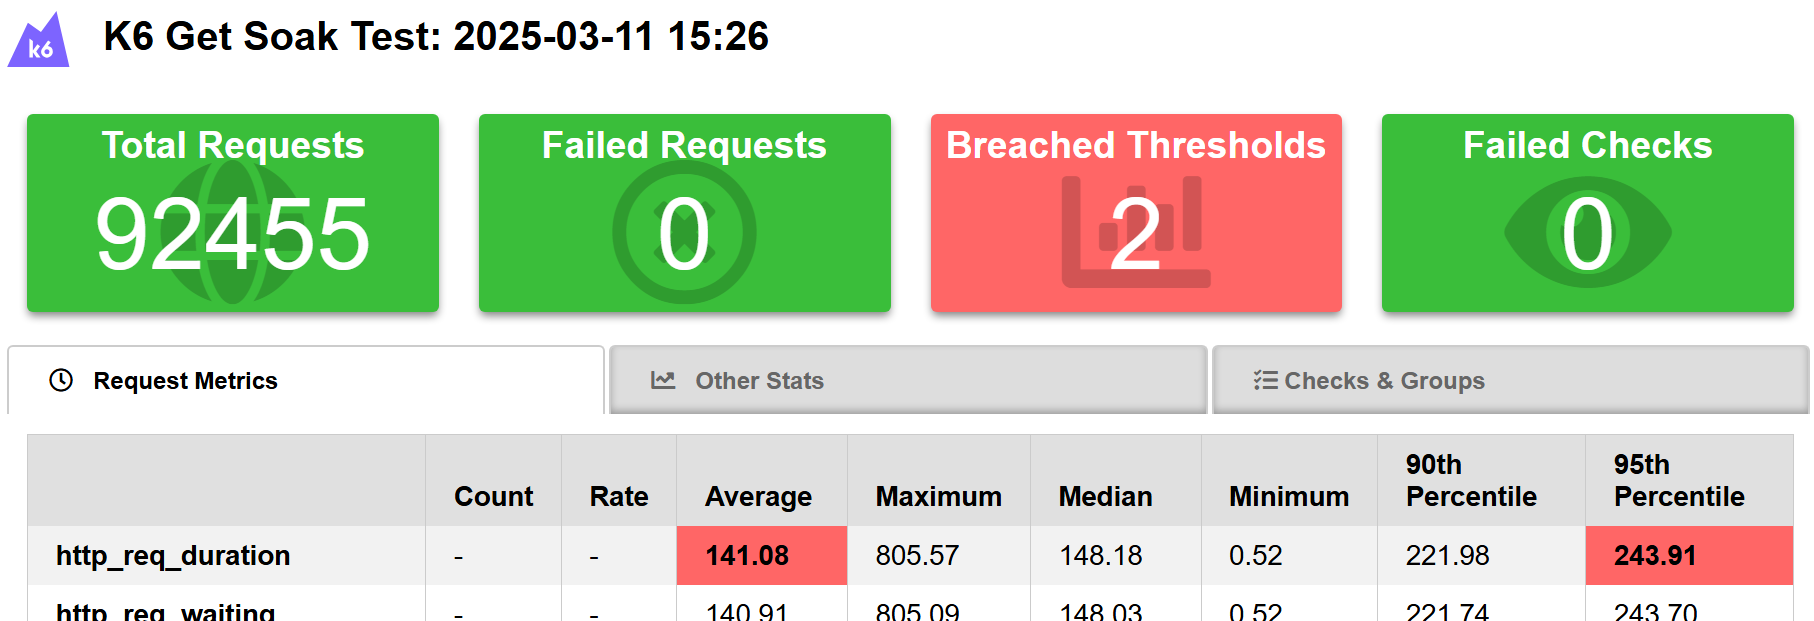 k6
K6 Get Soak Test: 2025-03-11 15:26
Total Requests
92455
Failed Requests
0
Breached Thresholds
2
Failed Checks
0
Request Metrics
Other Stats
Checks & Groups
Count Rate Average Maximum Median Minimum 90th Percentile 95th Percentile
http_req_duration - - 141.08 805.57 148.18 0.52 221.98 243.91
http_req_waiting - - 140.91 805.09 148.03 0.52 221.74 243.70